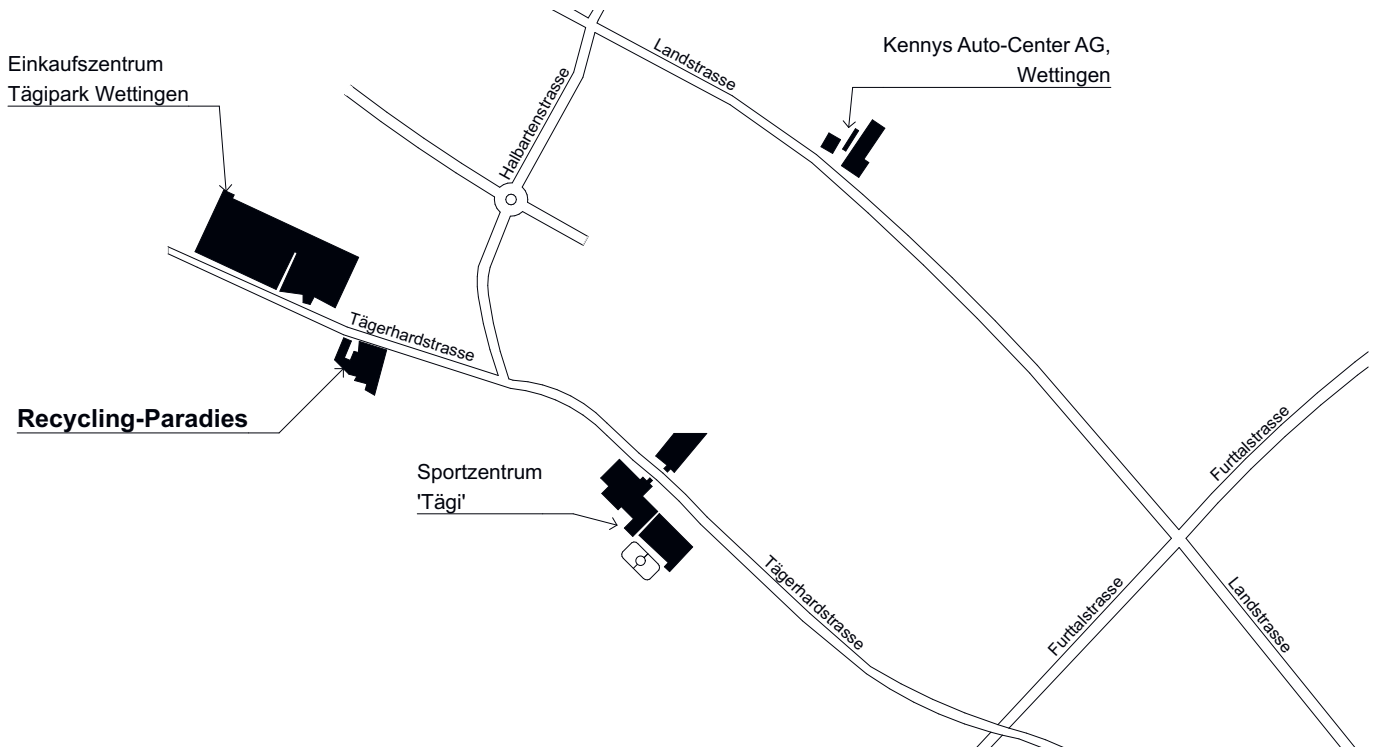 Einkaufszentrum
Tägipark Wettingen
Landstrasse
Kennys Auto-Center AG,
Wettingen
Halbartenstrasse
Tägerhardstrasse
Recycling-Paradies
Sportzentrum
'Tägi'
Furttalstrasse
Tägerhardstrasse
Furttalstrasse
Landstrasse